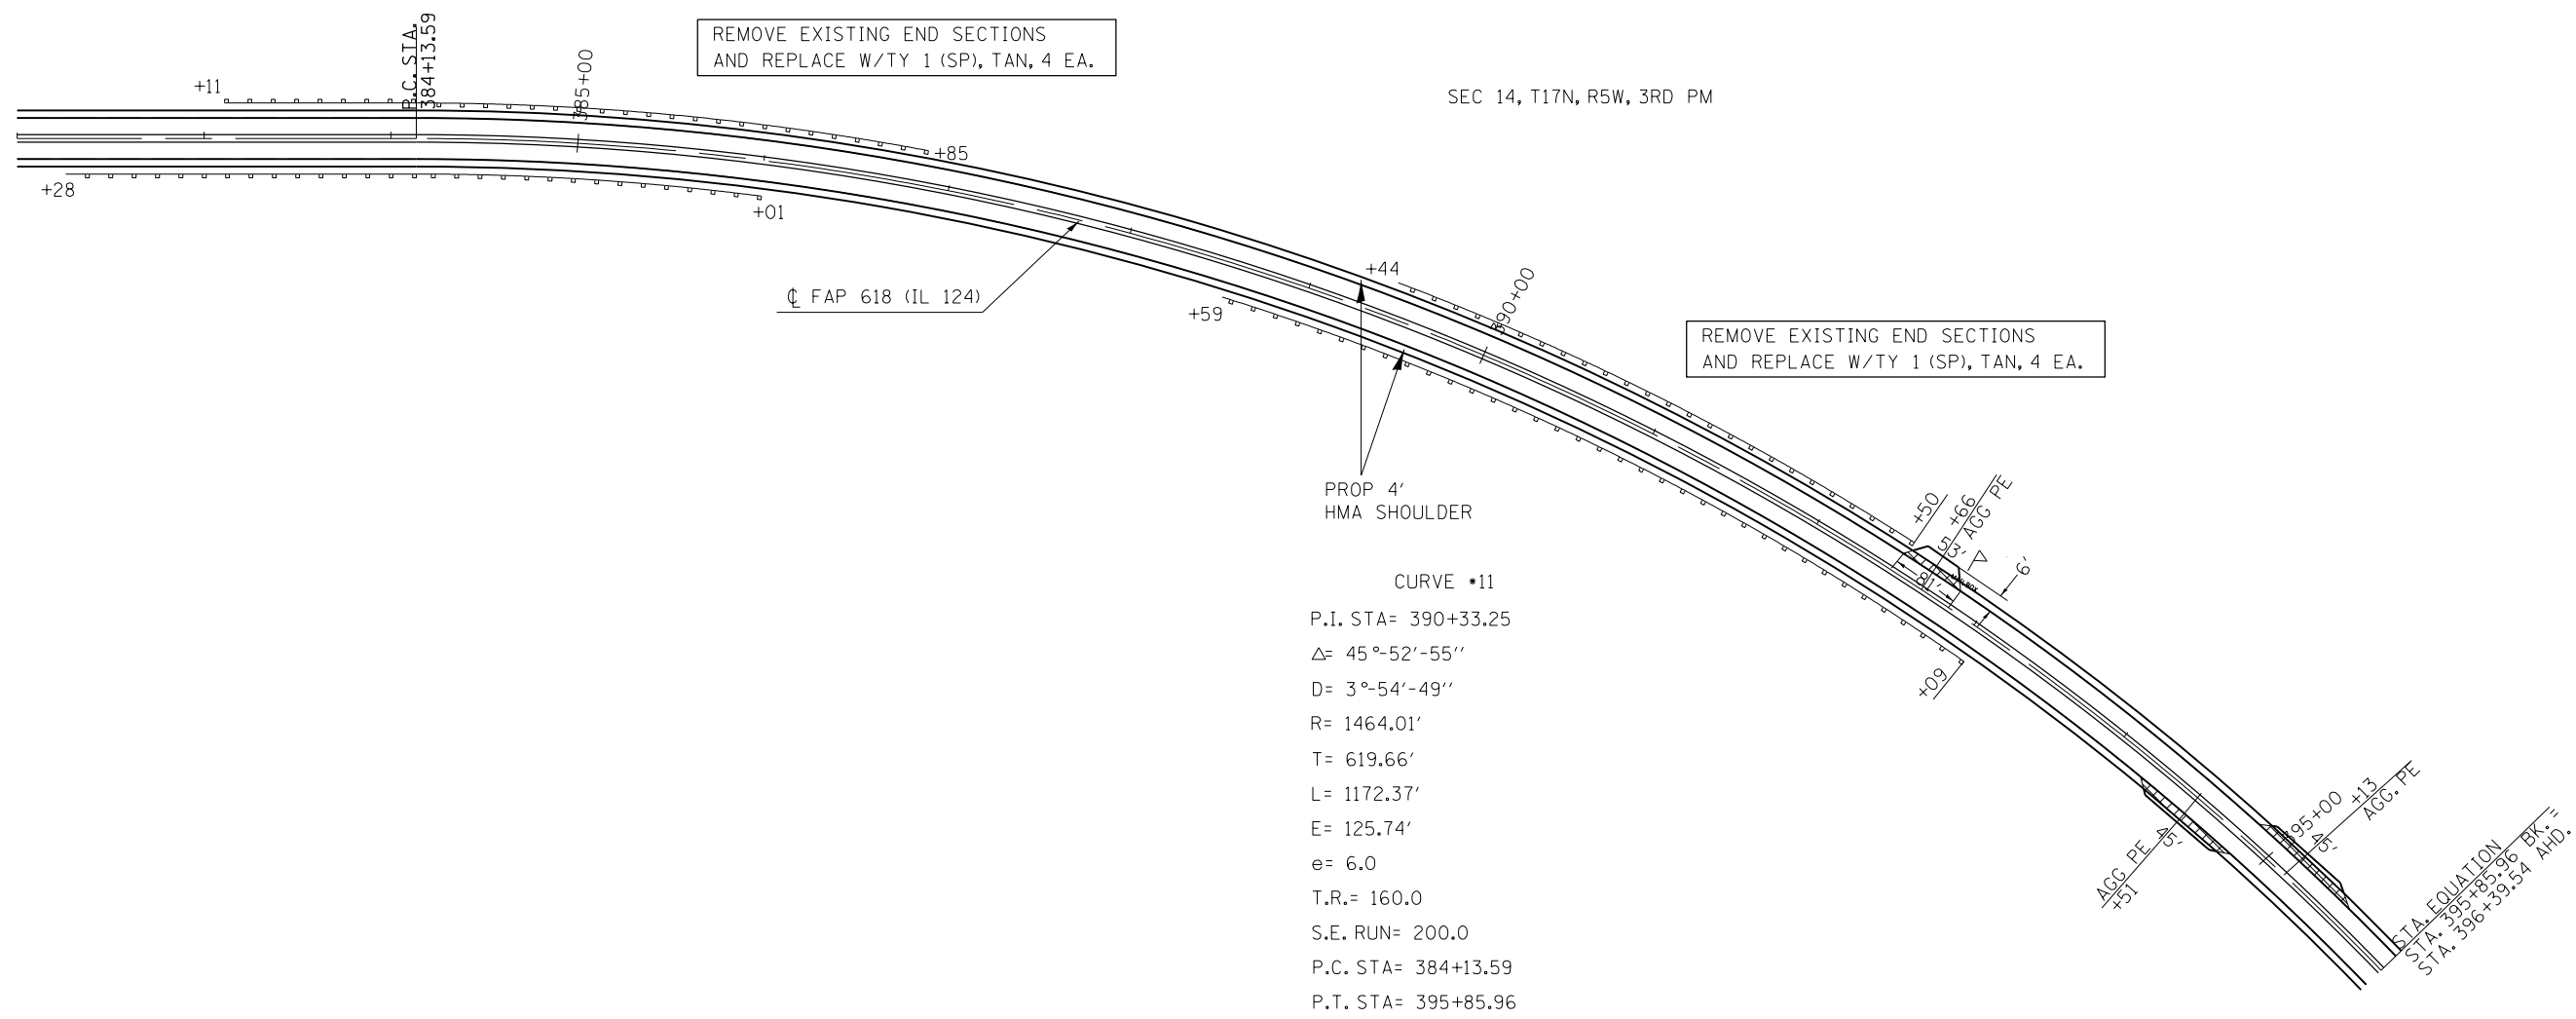 P.C. STA.
384+13.59
REMOVE EXISTING END SECTIONS
AND REPLACE W/TY 1 (SP), TAN, 4 EA.
SEC 14, T17N, R5W, 3RD PM
+11
385+00
+85
+28
+01
℄ FAP 618 (IL 124)
+44
390+00
+59
REMOVE EXISTING END SECTIONS
AND REPLACE W/TY 1 (SP), TAN, 4 EA.
PROP 4'
HMA SHOULDER
+50
+66
AGG PE
53'
△
6'
81'
MAILBOX
+09
CURVE *11
P.I. STA= 390+33.25
△= 45°-52'-55''
D= 3°-54'-49''
R= 1464.01'
T= 619.66'
L= 1172.37'
E= 125.74'
e= 6.0
T.R.= 160.0
S.E. RUN= 200.0
P.C. STA= 384+13.59
P.T. STA= 395+85.96
395+00
+13
AGG. PE
45'
AGG PE
+51
45'
STA. EQUATION
STA. 395+85.96 BK. =
STA. 396+39.54 AHD.